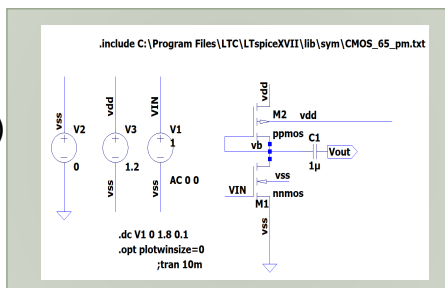 .include C:\Program Files\LTC\LTspiceXVII\lib\sym\CMOS_65_pm.txt
vss
V2
0
vdd
V3
1.2
vss
VIN
V1
1
AC 0 0
vss
vdd
M2
vdd
ppmos
vb
C1
1µ
Vout
vss
VIN
nnmos
M1
vss
.dc V1 0 1.8 0.1
.opt plotwinsize=0
;tran 10m